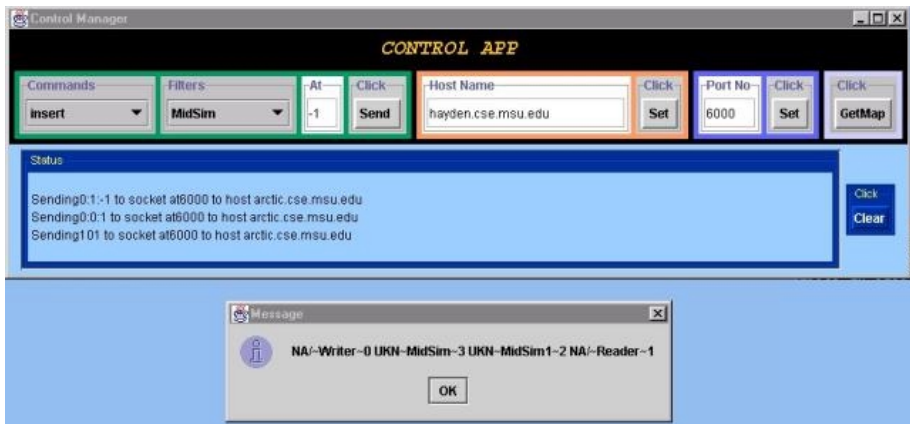 Control Manager
CONTROL APP
Commands Filters At Click Host Name Click Port No Click Click
insert MidSim -1 Send hayden.cse.msu.edu Set 6000 Set GetMap
Status
Sending0:1:-1 to socket at6000 to host arctic.cse.msu.edu
Sending0:0:1 to socket at6000 to host arctic.cse.msu.edu
Sending101 to socket at6000 to host arctic.cse.msu.edu
Click
Clear
Message
NA/~Writer~0 UKN~MidSim~3 UKN~MidSim1~2 NA/~Reader~1
OK